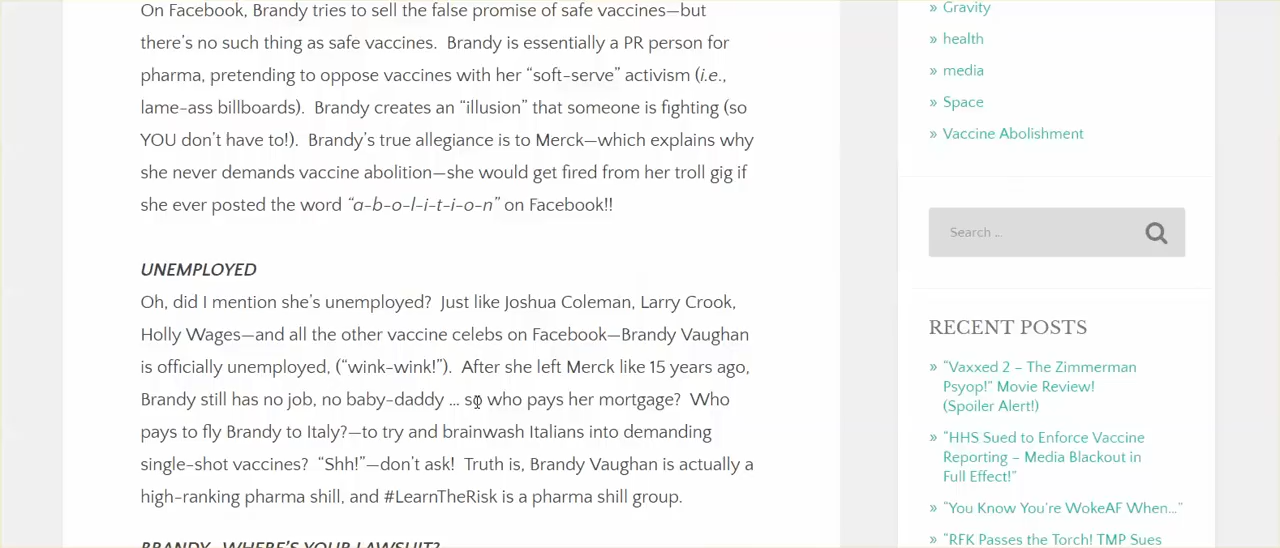 On Facebook, Brandy tries to sell the false promise of safe vaccines—but
there's no such thing as safe vaccines.  Brandy is essentially a PR person for
pharma, pretending to oppose vaccines with her “soft-serve” activism (i.e.,
lame-ass billboards).  Brandy creates an “illusion” that someone is fighting (so
YOU don't have to!).  Brandy's true allegiance is to Merck—which explains why
she never demands vaccine abolition—she would get fired from her troll gig if
she ever posted the word “a-b-o-l-i-t-i-o-n” on Facebook!!
UNEMPLOYED
Oh, did I mention she's unemployed?  Just like Joshua Coleman, Larry Crook,
Holly Wages—and all the other vaccine celebs on Facebook—Brandy Vaughan
is officially unemployed, (“wink-wink!”).  After she left Merck like 15 years ago,
Brandy still has no job, no baby-daddy … so who pays her mortgage?  Who
pays to fly Brandy to Italy?—to try and brainwash Italians into demanding
single-shot vaccines?  “Shh!”—don't ask!  Truth is, Brandy Vaughan is actually a
high-ranking pharma shill, and #LearnTheRisk is a pharma shill group.
BRANDY–WHERE'S YOUR LAWSUIT?
» Gravity
» health
» media
» Space
» Vaccine Abolishment
Search …
RECENT POSTS
» “Vaxxed 2 – The Zimmerman
Psyop!” Movie Review!
(Spoiler Alert!)
» “HHS Sued to Enforce Vaccine
Reporting – Media Blackout in
Full Effect!”
» “You Know You're WokeAF When…”
» “RFK Passes the Torch! TMP Sues